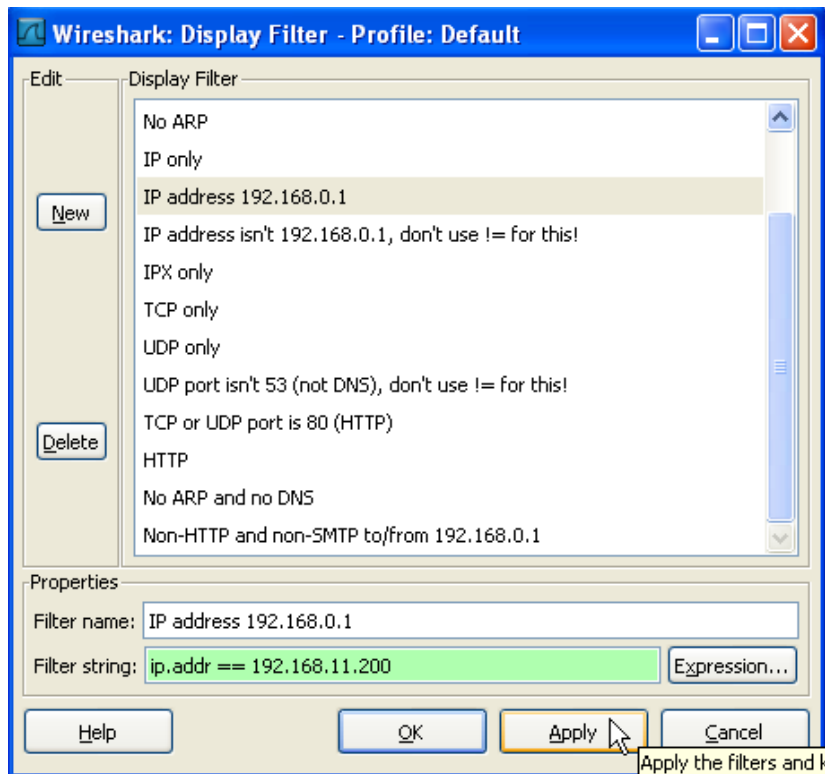 Wireshark: Display Filter - Profile: Default
Edit
Display Filter
No ARP
IP only
IP address 192.168.0.1
New
IP address isn't 192.168.0.1, don't use != for this!
IPX only
TCP only
UDP only
UDP port isn't 53 (not DNS), don't use != for this!
TCP or UDP port is 80 (HTTP)
Delete
HTTP
No ARP and no DNS
Non-HTTP and non-SMTP to/from 192.168.0.1
Properties
Filter name: IP address 192.168.0.1
Filter string: ip.addr == 192.168.11.200 Expression...
Help OK Apply Cancel
Apply the filters and